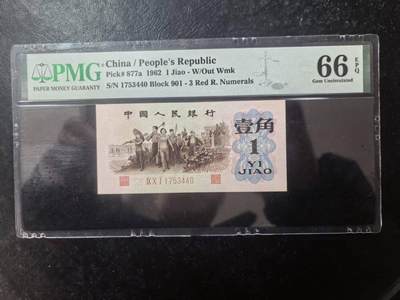 PMG
PAPER MONEY GUARANTY
China / People's Republic
Pick# 877a 1962 1 Jiao - W/Out Wmk
S/N 1753440 Block 901 - 3 Red R. Numerals
66 EPQ
Gem Uncirculated
中国人民银行
壹角
1
YI
JIAO
1753440